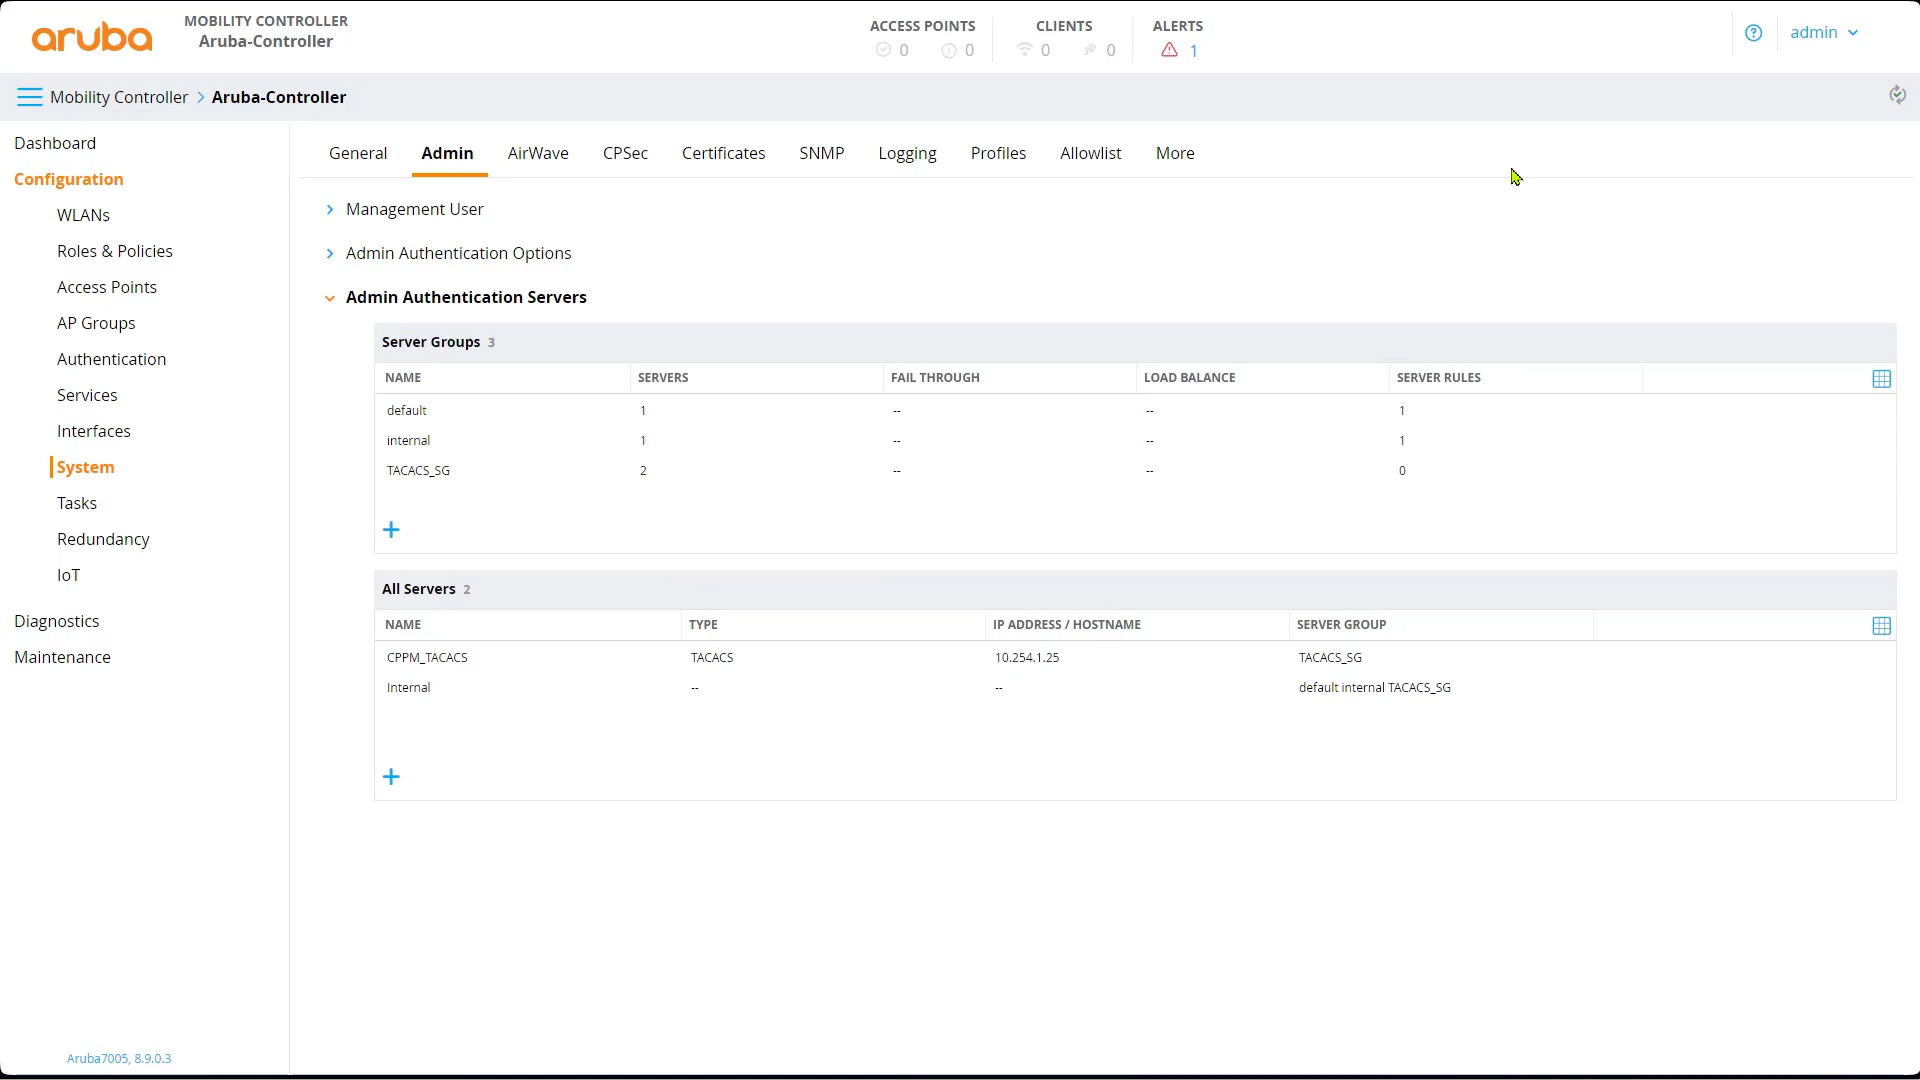 aruba
MOBILITY CONTROLLER
Aruba-Controller
ACCESS POINTS
0 0
CLIENTS
0 0
ALERTS
1
admin
Mobility Controller > Aruba-Controller
Dashboard
Configuration
WLANs
Roles & Policies
Access Points
AP Groups
Authentication
Services
Interfaces
System
Tasks
Redundancy
IoT
Diagnostics
Maintenance
Aruba7005, 8.9.0.3
General Admin AirWave CPSec Certificates SNMP Logging Profiles Allowlist More
Management User
Admin Authentication Options
Admin Authentication Servers
Server Groups 3
NAME SERVERS FAIL THROUGH LOAD BALANCE SERVER RULES
default 1 -- -- 1
internal 1 -- -- 1
TACACS_SG 2 -- -- 0
+
All Servers 2
NAME TYPE IP ADDRESS / HOSTNAME SERVER GROUP
CPPM_TACACS TACACS 10.254.1.25 TACACS_SG
Internal -- -- default internal TACACS_SG
+